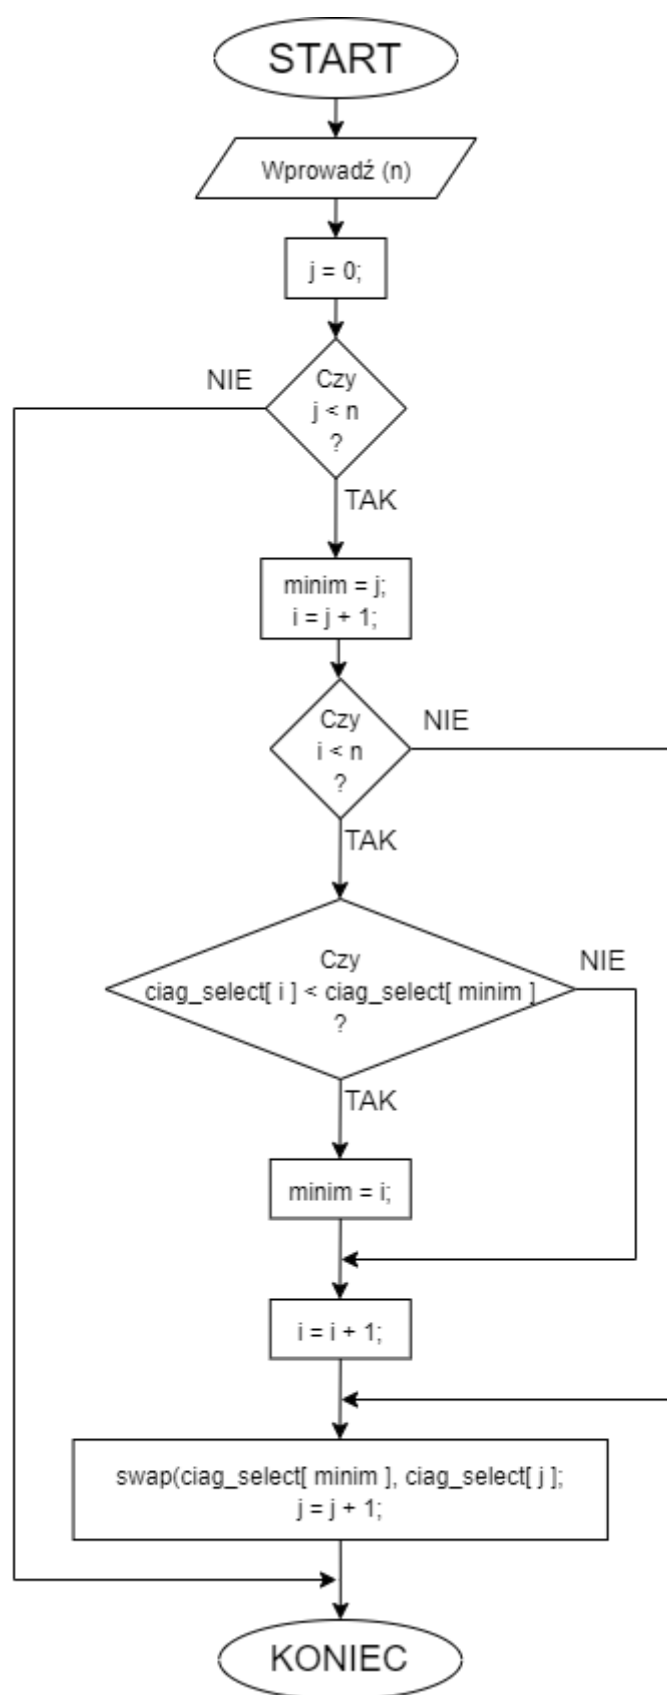 START
Wprowadź (n)
j = 0;
NIE
Czy
j < n
?
TAK
minim = j;
i = j + 1;
Czy
i < n
?
NIE
TAK
Czy
ciag_select[ i ] < ciag_select[ minim ]
?
NIE
TAK
minim = i;
i = i + 1;
swap(ciag_select[ minim ], ciag_select[ j ];
j = j + 1;
KONIEC